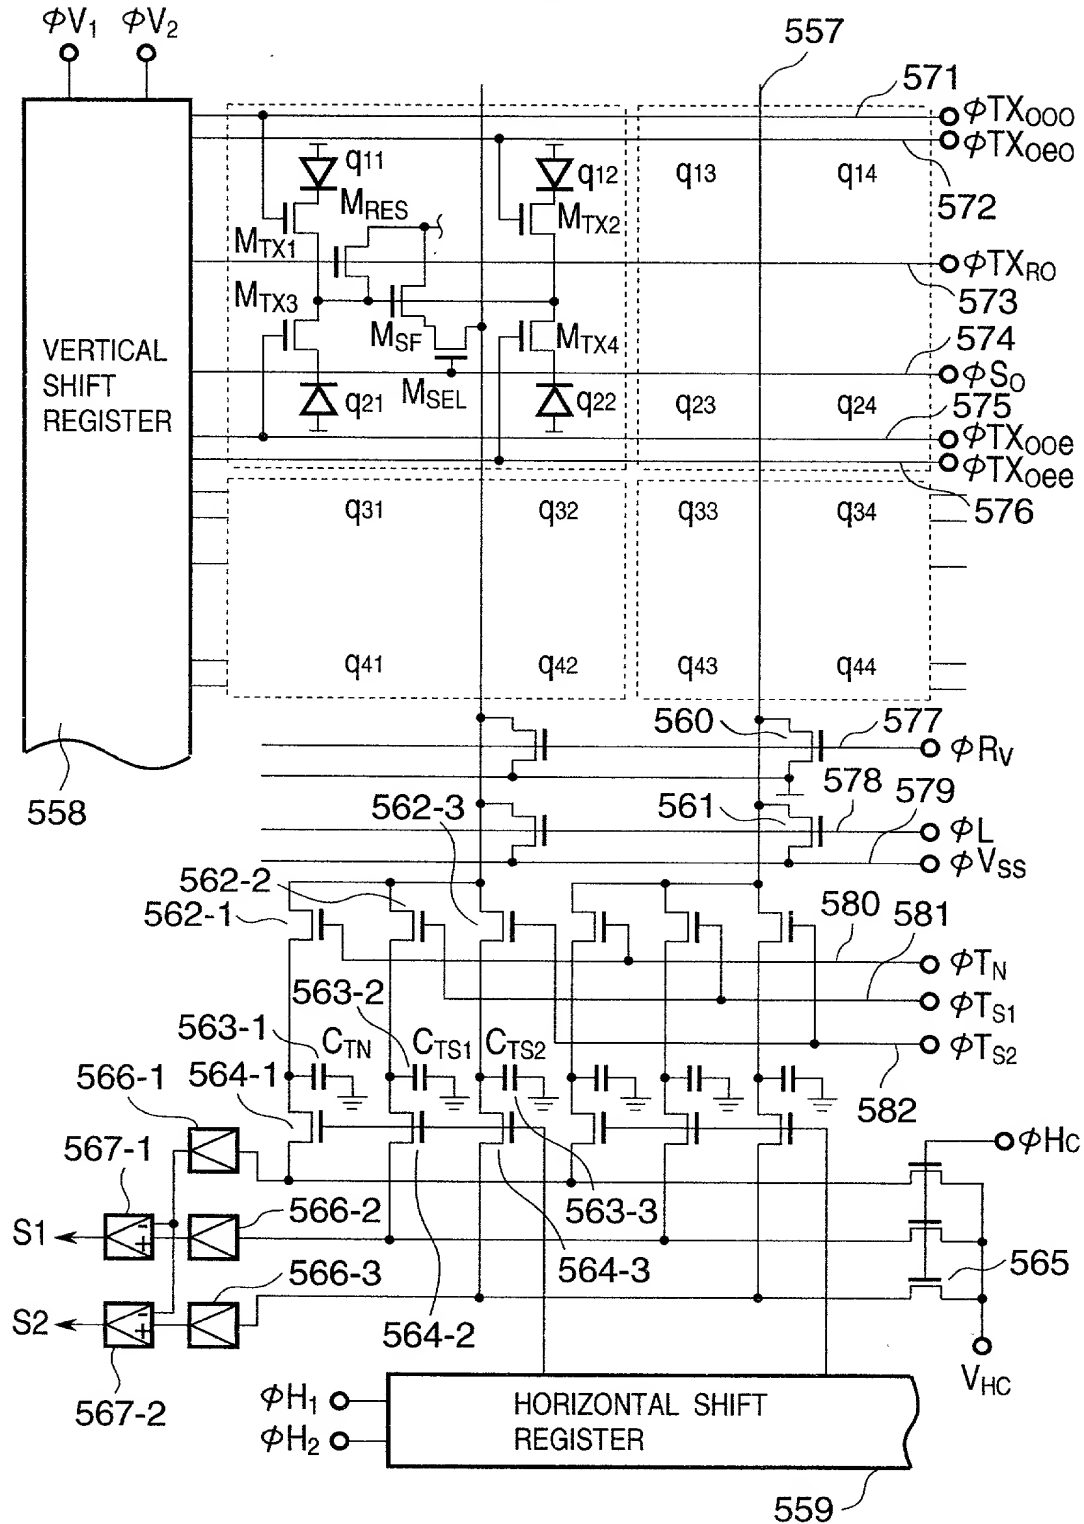 ϕV1 ϕV2
557
571
ϕTXOOO
ϕTXOeO
572
q11 q12 q13 q14
MRES
MTX1 MTX2
ϕTXRO
573
MTX3
MSF MTX4
574
MSEL
ϕSO
VERTICAL
SHIFT
REGISTER
q21 q22 q23 q24
575
ϕTXOOe
ϕTXOee
576
q31 q32 q33 q34
q41 q42 q43 q44
558
560 577
ϕRV
562-3 561 578 579
ϕL
ϕVSS
562-2
562-1
580 581
ϕTN
563-2
ϕTS1
563-1 CTN CTS1 CTS2
ϕTS2
566-1 564-1
582
567-1
ϕHC
S1 566-2 563-3
566-3 564-3 565
S2 564-2
567-2
VHC
ϕH1
ϕH2
HORIZONTAL SHIFT
REGISTER
559